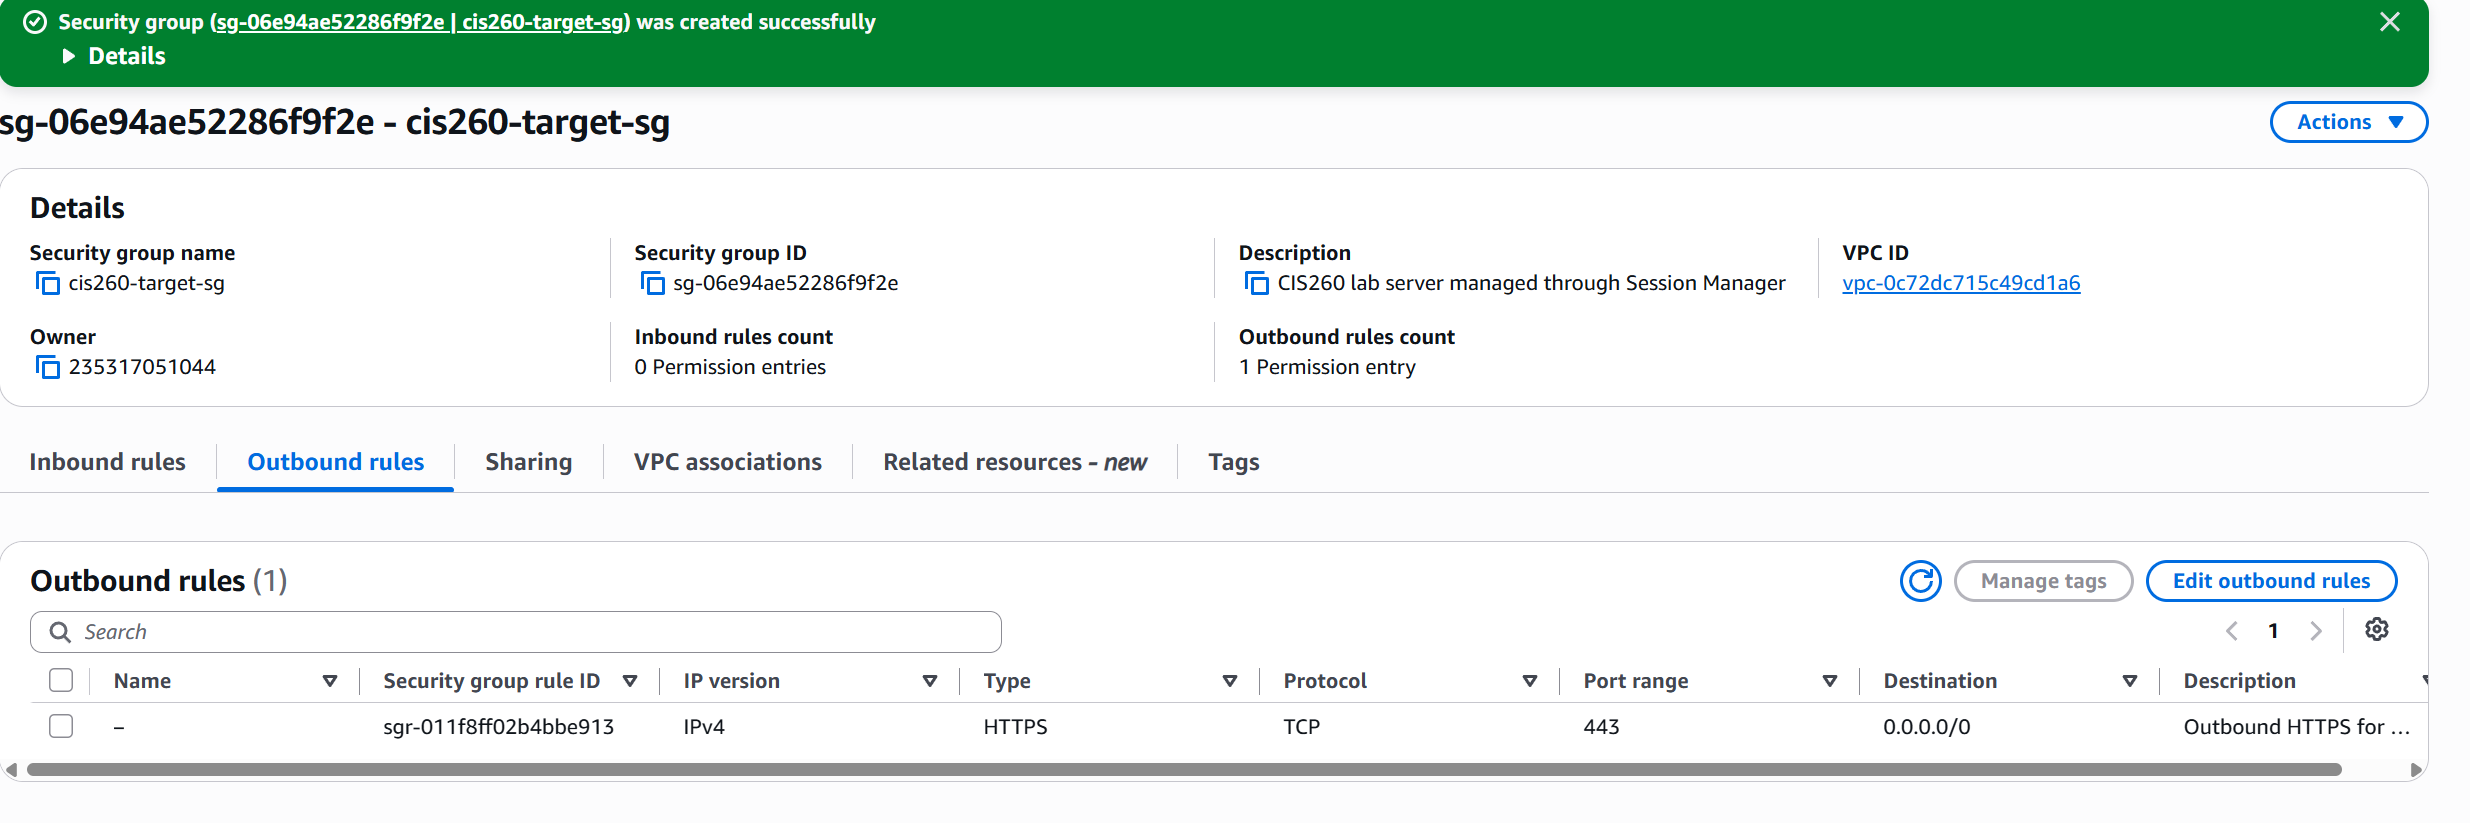 Security group (sg-06e94ae52286f9f2e | cis260-target-sg) was created successfully
Details
sg-06e94ae52286f9f2e - cis260-target-sg
Actions
Details
Security group name
cis260-target-sg
Security group ID
sg-06e94ae52286f9f2e
Description
CIS260 lab server managed through Session Manager
VPC ID
vpc-0c72dc715c49cd1a6
Owner
235317051044
Inbound rules count
0 Permission entries
Outbound rules count
1 Permission entry
Inbound rules
Outbound rules
Sharing
VPC associations
Related resources - new
Tags
Outbound rules (1)
Manage tags
Edit outbound rules
Search
1
Name Security group rule ID IP version Type Protocol Port range Destination Description
– sgr-011f8ff02b4bbe913 IPv4 HTTPS TCP 443 0.0.0.0/0 Outbound HTTPS for ...